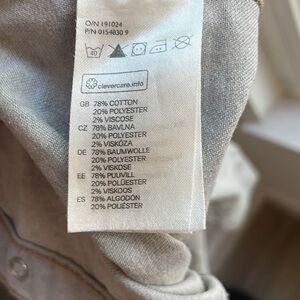 O/N 191024
P/N 0154830 9
40
clevercare.info
GB 78% COTTON
20% POLYESTER
2% VISCOSE
CZ 78% BAVLNA
20% POLYESTER
2% VISKÓZA
DE 78% BAUMWOLLE
20% POLYESTER
2% VISKOSE
EE 78% PUUVILL
20% POLÜESTER
2% VISKOOS
ES 78% ALGODÓN
20% POLIÉSTER